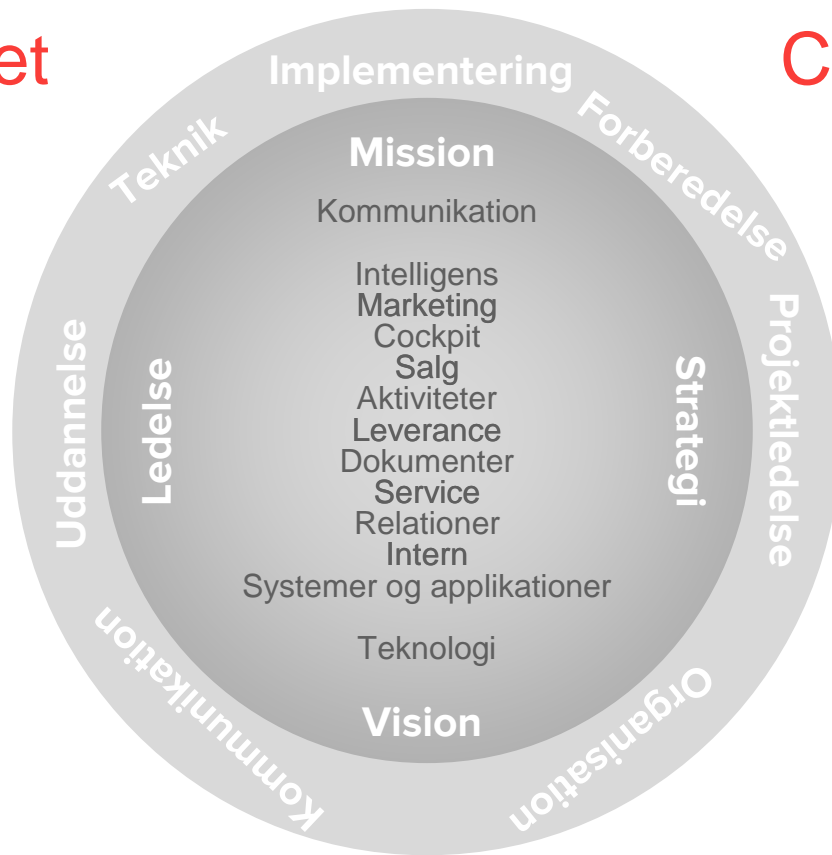 et
C
Implementering
Teknik
Forberedelse
Mission
Kommunikation
Intelligens
Marketing
Cockpit
Salg
Aktiviteter
Leverance
Dokumenter
Service
Relationer
Intern
Systemer og applikationer
Teknologi
Vision
Uddannelse
Ledelse
Strategi
Projektledelse
Kommunikation
Organisation